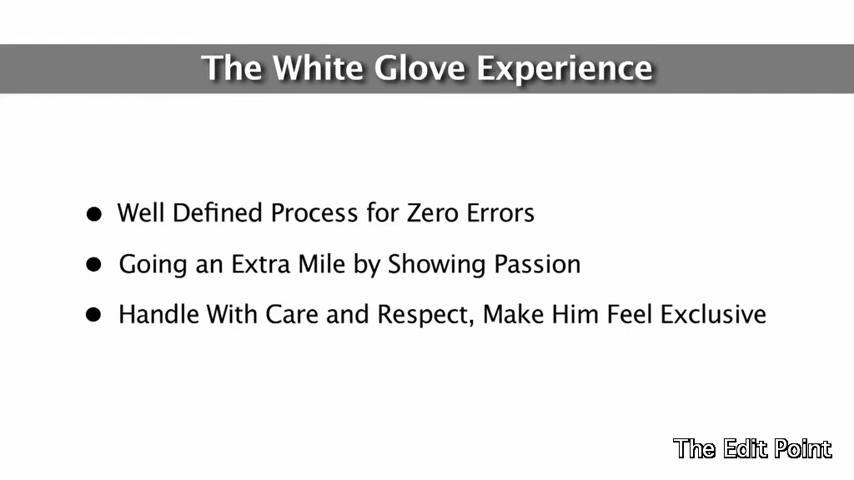 The White Glove Experience
● Well Defined Process for Zero Errors
● Going an Extra Mile by Showing Passion
● Handle With Care and Respect, Make Him Feel Exclusive
The Edit Point